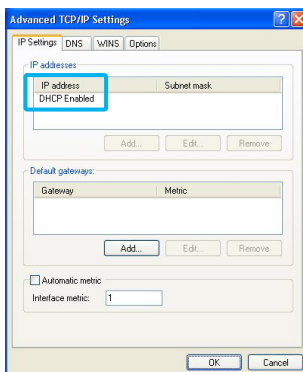 Advanced TCP/IP Settings
IP Settings DNS WINS Options
IP addresses
IP address Subnet mask
DHCP Enabled
Add... Edit... Remove
Default gateways:
Gateway Metric
Add... Edit... Remove
Automatic metric
Interface metric: 1
OK Cancel